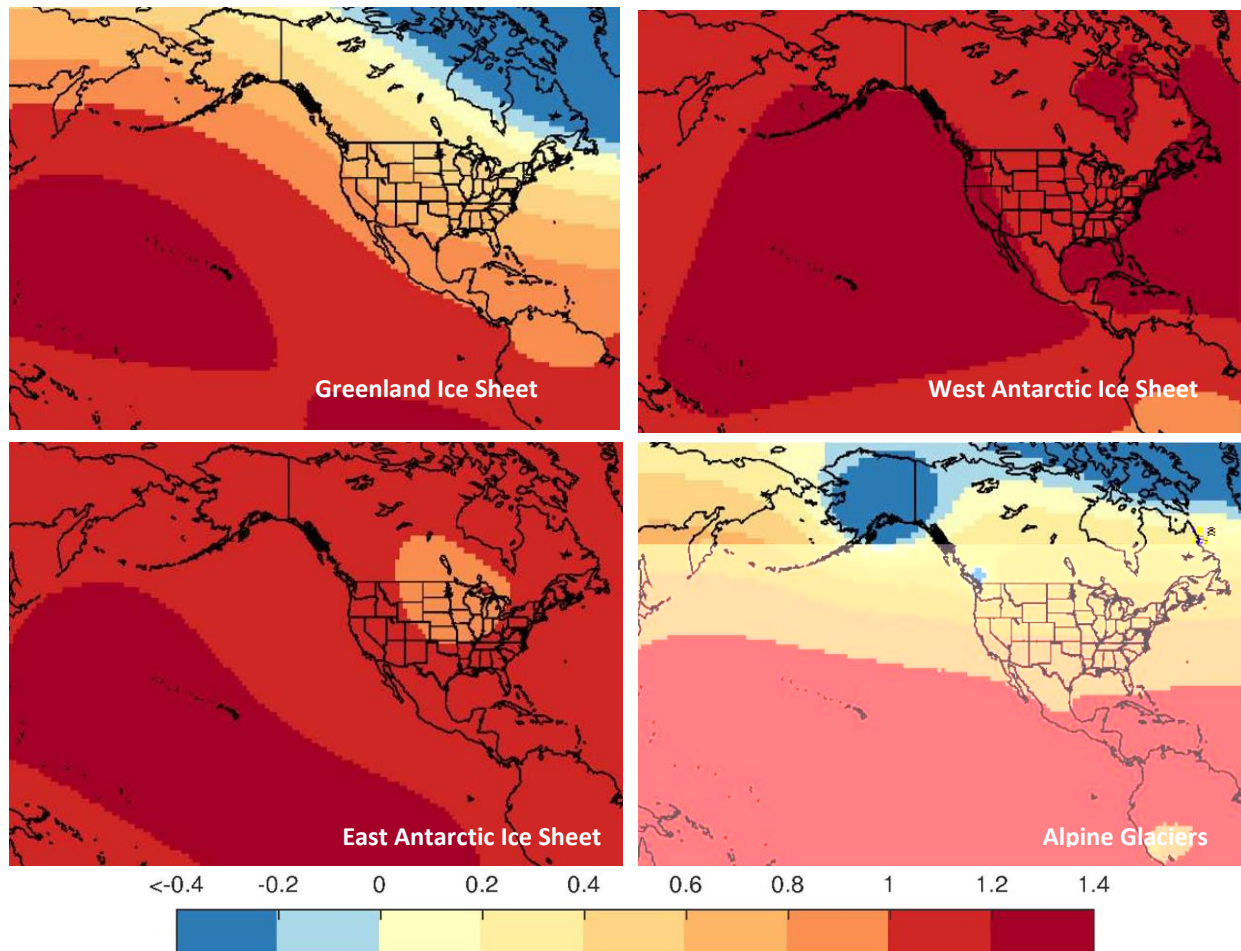 Greenland Ice Sheet
West Antarctic Ice Sheet
East Antarctic Ice Sheet
Alpine Glaciers
<-0.4 -0.2 0 0.2 0.4 0.6 0.8 1 1.2 1.4